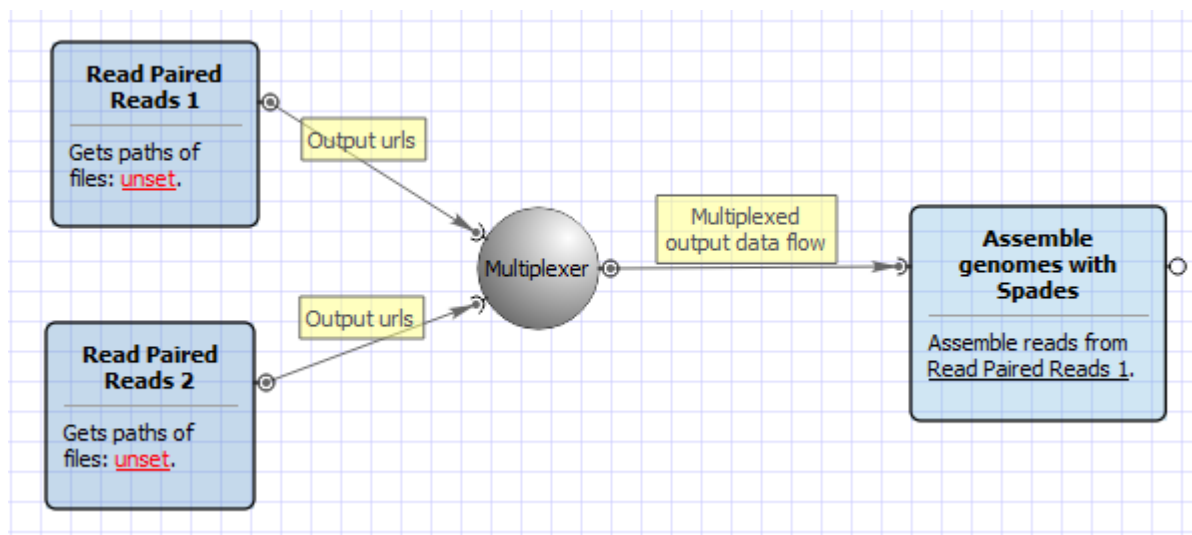 Read Paired
Reads 1
Gets paths of
files: unset.
Output urls
Read Paired
Reads 2
Gets paths of
files: unset.
Output urls
Multiplexer
Multiplexed
output data flow
Assemble
genomes with
Spades
Assemble reads from
Read Paired Reads 1.